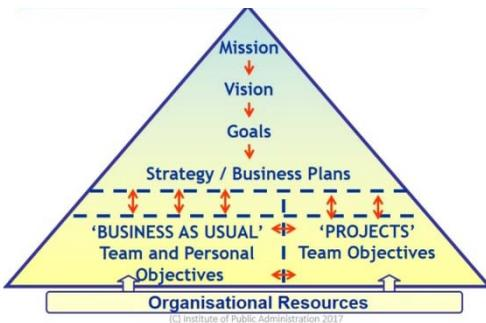 Mission
Vision
Goals
Strategy / Business Plans
'BUSINESS AS USUAL'
Team and Personal
Objectives
'PROJECTS'
Team Objectives
Organisational Resources
(C) Institute of Public Administration 2017